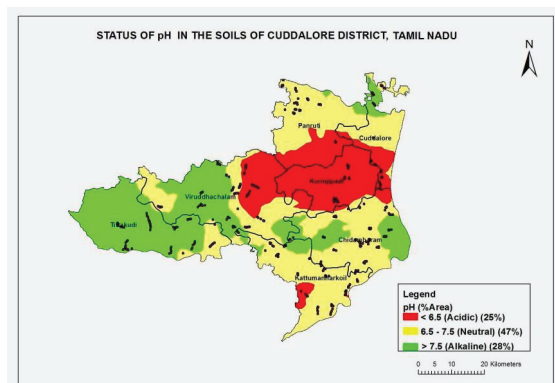 STATUS OF pH IN THE SOILS OF CUDDALORE DISTRICT, TAMIL NADU
N
Panruti
Cuddalore
Kurinjipadi
Viruddhachalam
Tittakudi
Chidambaram
Kattumannarkoil
Legend
pH (%Area)
< 6.5 (Acidic) (25%)
6.5 - 7.5 (Neutral) (47%)
> 7.5 (Alkaline) (28%)
0 5 10 20 Kilometers